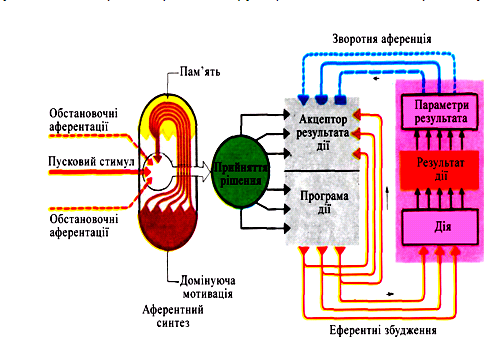 Зворотня аференція
Пам'ять
Обстановочні
аферентації
Пусковий стимул
Обстановочні
аферентації
Прийняття
рішення
Акцептор
результата
дії
Програма
дії
Параметри
результата
Результат
дії
Дія
Домінуюча
мотивація
Аферентний
синтез
Еферентні збудження